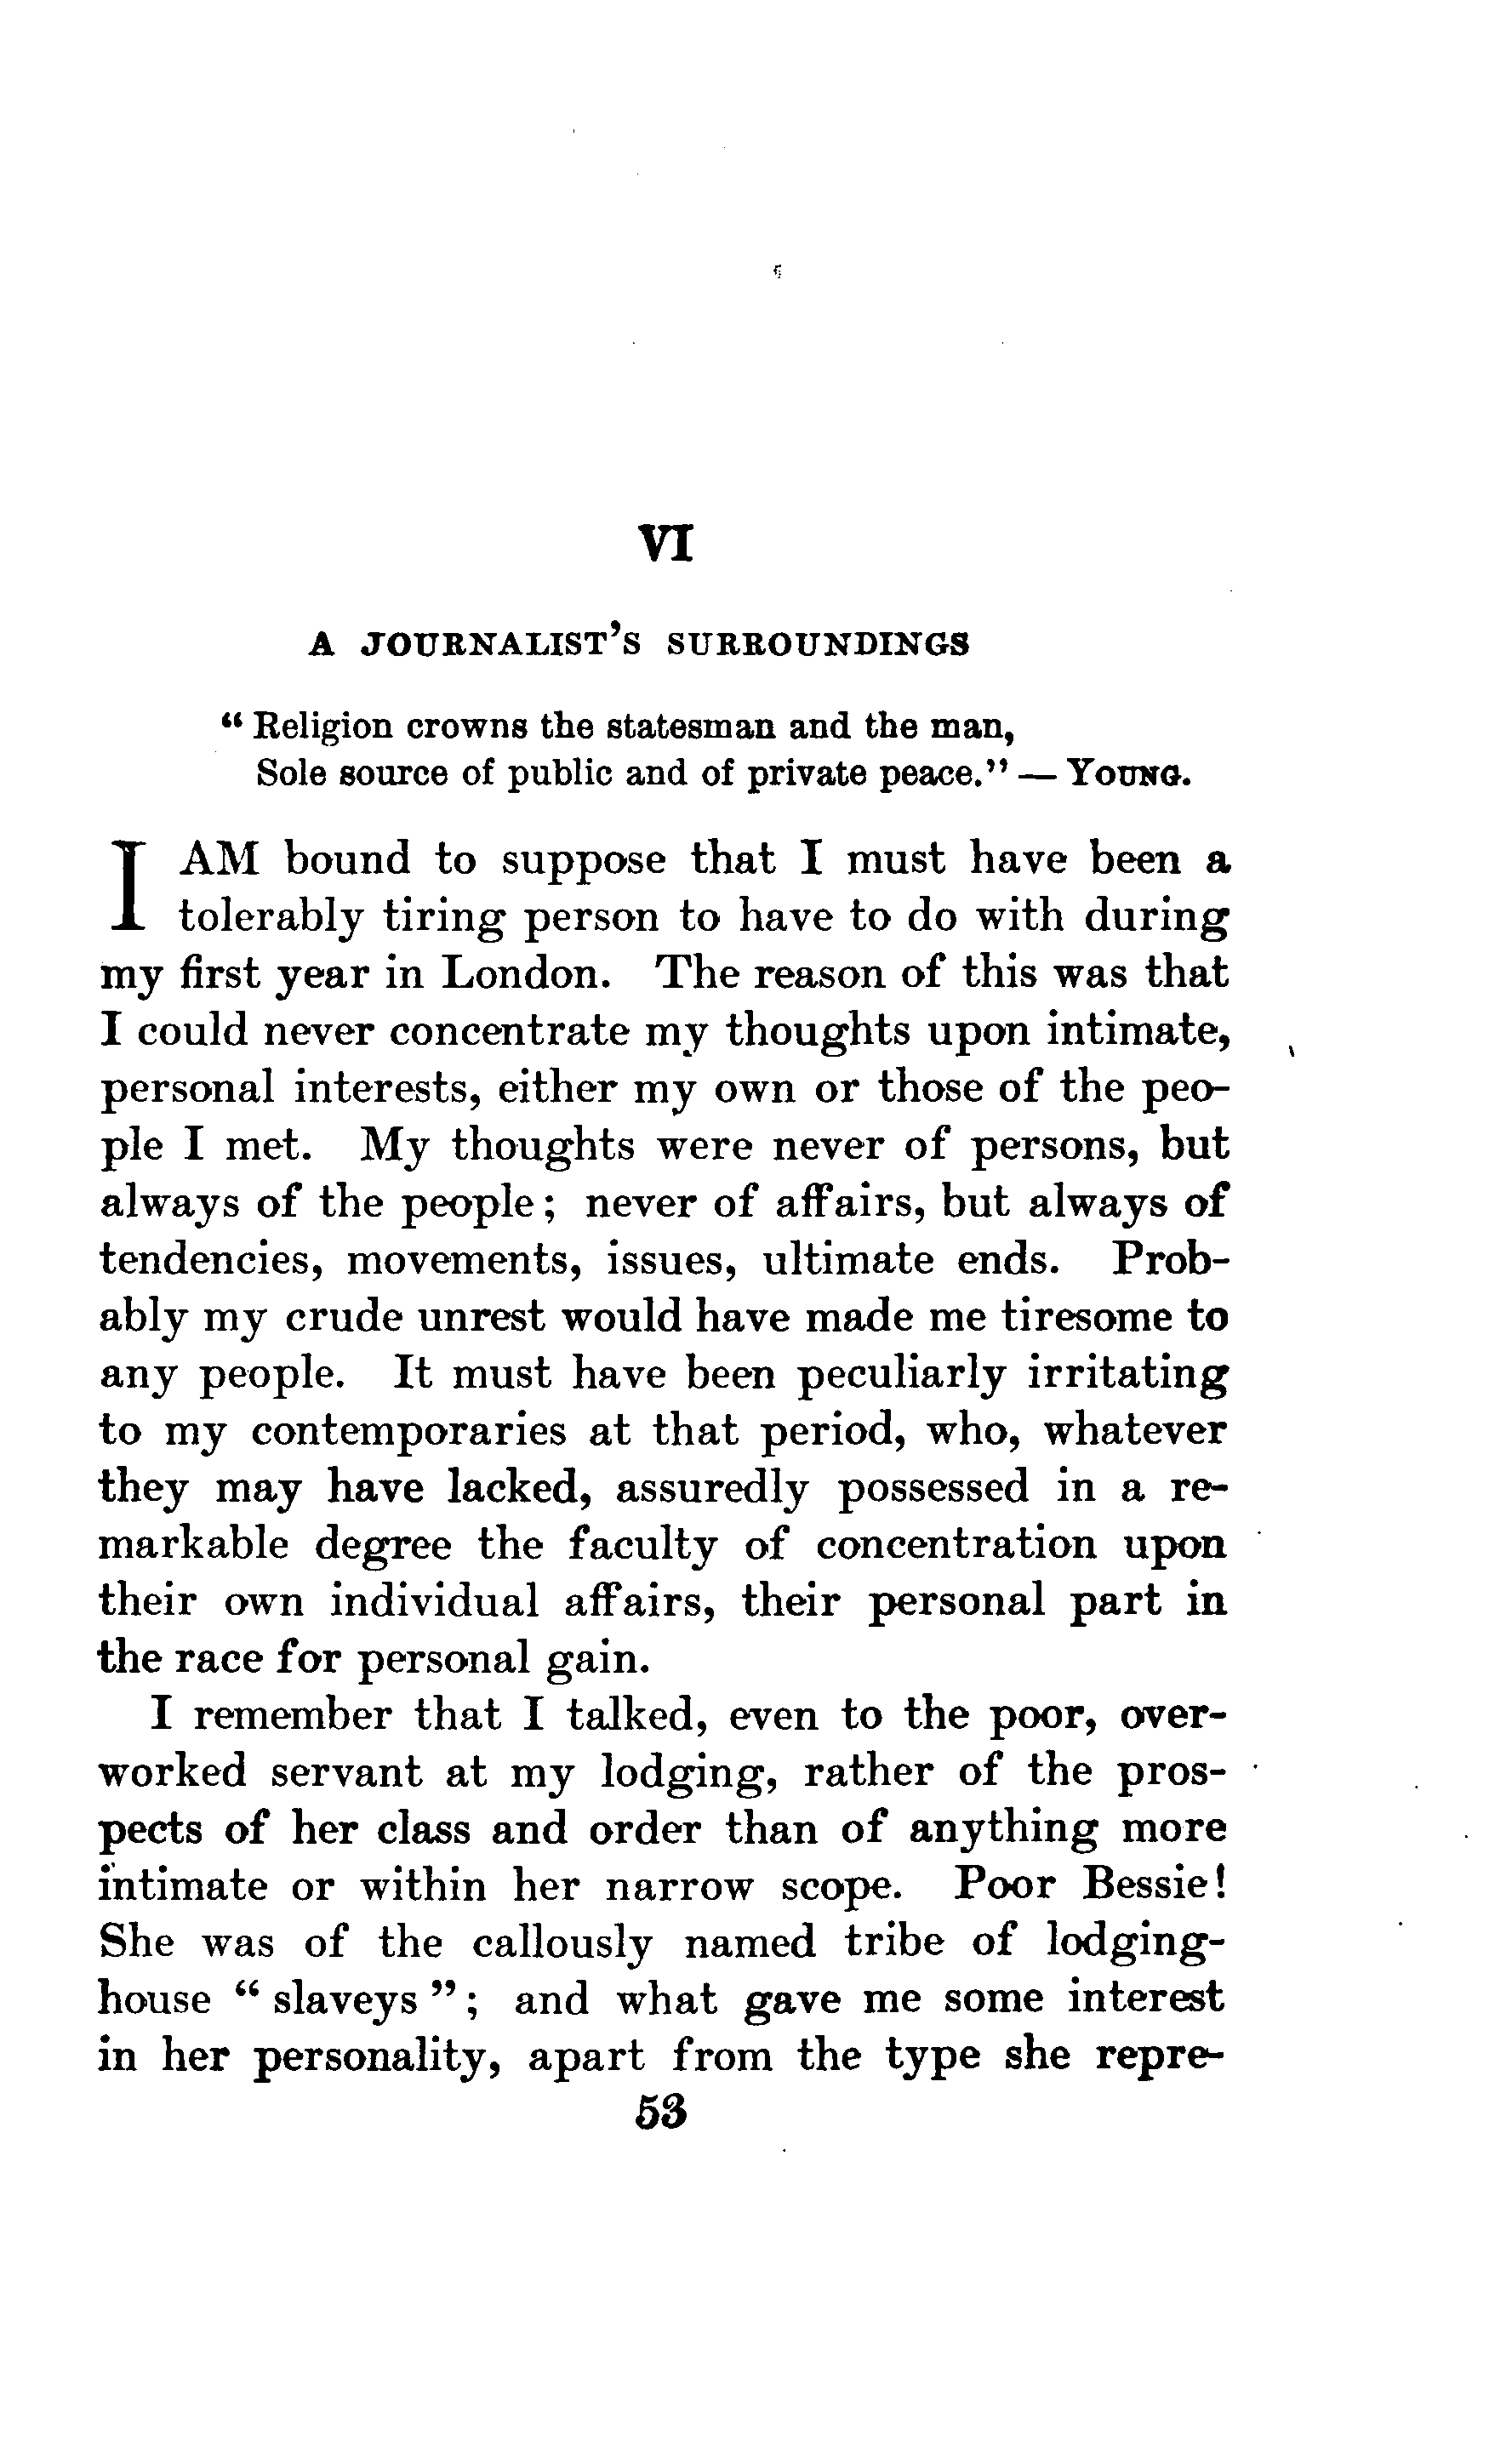 VI
A JOURNALIST'S SURROUNDINGS
“ Religion crowns the statesman and the man,
Sole source of public and of private peace.” — YOUNG.
I AM bound to suppose that I must have been a
tolerably tiring person to have to do with during
my first year in London. The reason of this was that
I could never concentrate my thoughts upon intimate,
personal interests, either my own or those of the peo-
ple I met. My thoughts were never of persons, but
always of the people; never of affairs, but always of
tendencies, movements, issues, ultimate ends. Prob-
ably my crude unrest would have made me tiresome to
any people. It must have been peculiarly irritating
to my contemporaries at that period, who, whatever
they may have lacked, assuredly possessed in a re-
markable degree the faculty of concentration upon
their own individual affairs, their personal part in
the race for personal gain.
I remember that I talked, even to the poor, over-
worked servant at my lodging, rather of the pros-
pects of her class and order than of anything more
intimate or within her narrow scope. Poor Bessie!
She was of the callously named tribe of lodging-
house “ slaveys ”; and what gave me some interest
in her personality, apart from the type she repre-
53